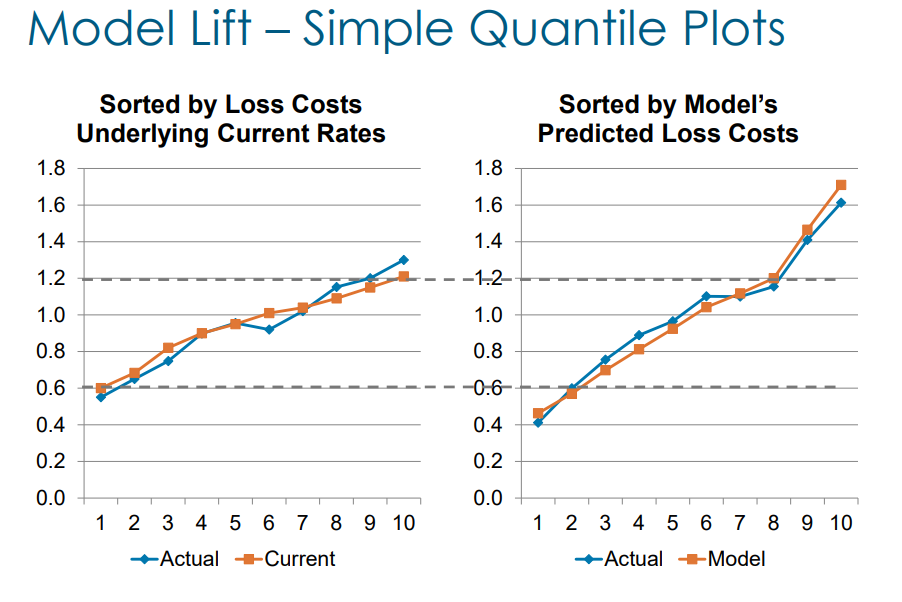 Model Lift – Simple Quantile Plots
Sorted by Loss Costs
Underlying Current Rates
1.8
1.6
1.4
1.2
1.0
0.8
0.6
0.4
0.2
0.0
1 2 3 4 5 6 7 8 9 10
Actual Current
Sorted by Model’s
Predicted Loss Costs
1.8
1.6
1.4
1.2
1.0
0.8
0.6
0.4
0.2
0.0
1 2 3 4 5 6 7 8 9 10
Actual Model